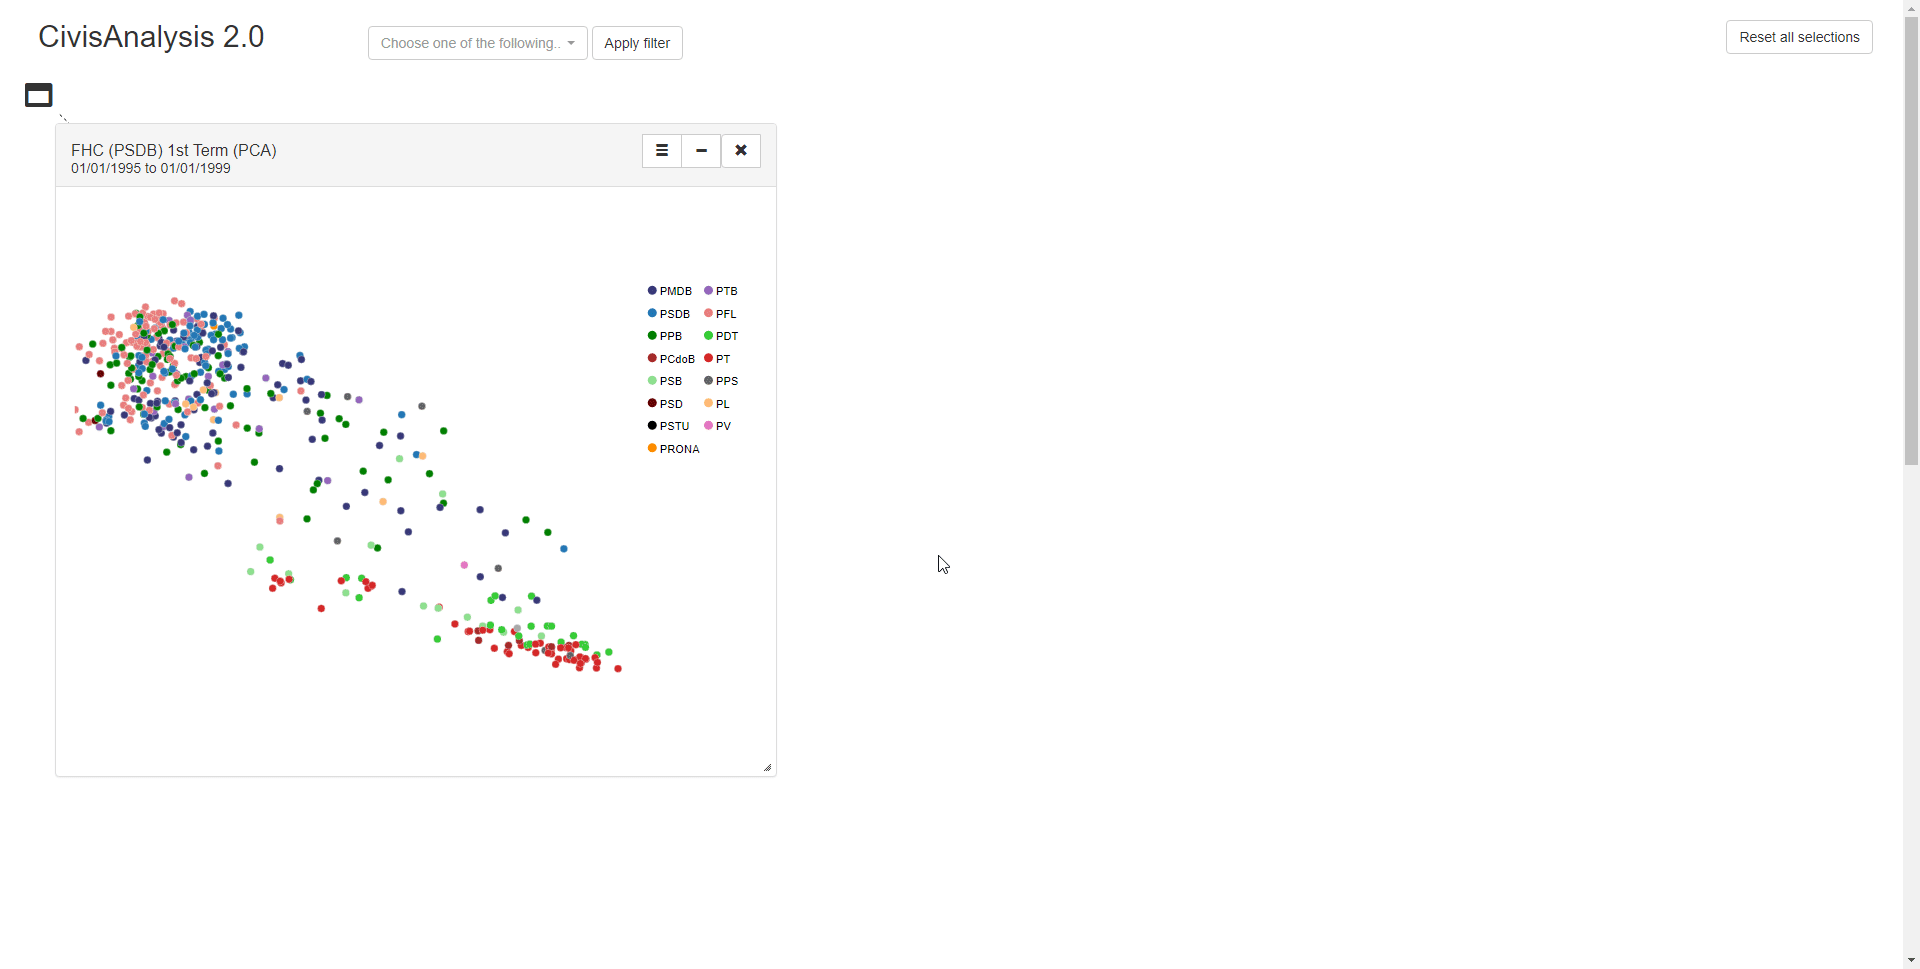 CivisAnalysis 2.0
Choose one of the following..
Apply filter
Reset all selections
FHC (PSDB) 1st Term (PCA)
01/01/1995 to 01/01/1999
PMDB PTB
PSDB PFL
PPB PDT
PCdoB PT
PSB PPS
PSD PL
PSTU PV
PRONA